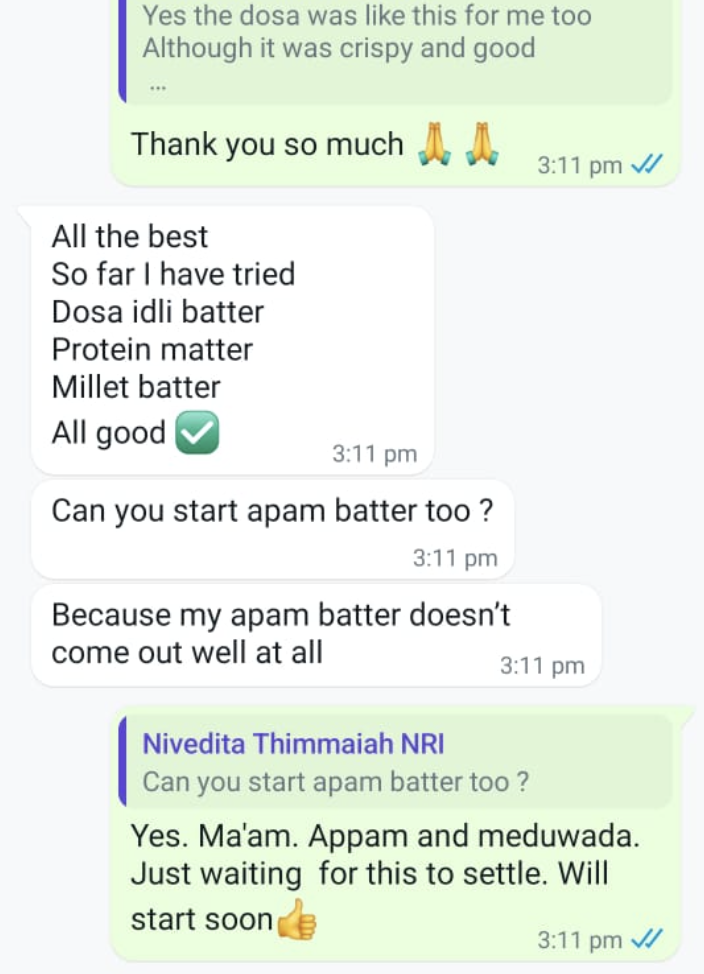 Yes the dosa was like this for me too
Although it was crispy and good
...
Thank you so much 🙏 🙏
3:11 pm
All the best
So far I have tried
Dosa idli batter
Protein matter
Millet batter
All good ✅
3:11 pm
Can you start apam batter too ?
3:11 pm
Because my apam batter doesn't
come out well at all
3:11 pm
Nivedita Thimmaiah NRI
Can you start apam batter too ?
Yes. Ma'am. Appam and meduwada.
Just waiting  for this to settle. Will
start soon👍
3:11 pm